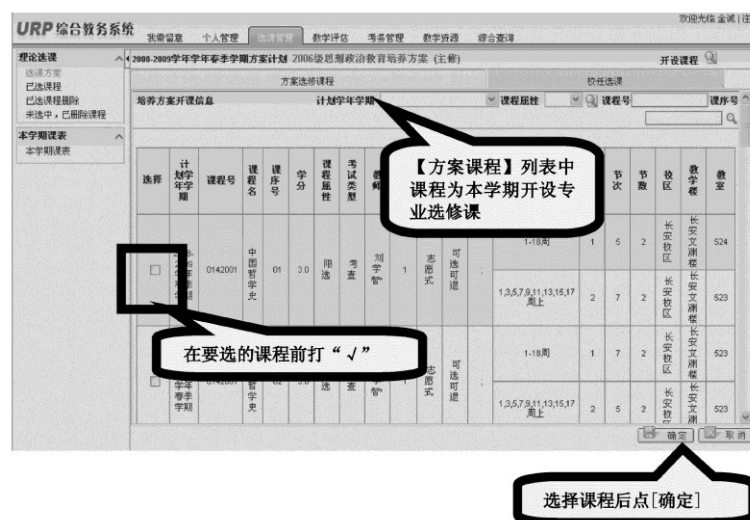 URP综合教务系统
欢迎光临 金诚 | 注
我需留意 个人管理 选课管理 教学评估 考务管理 教学资源 综合查询
理论选课
选课方案
已选课程
已选课程删除
未选中，已删除课程
本学期课表
本学期课表
2008-2009学年学年春季学期方案计划 2006级思想政治教育培养方案（主修） 开设课程
方案选修课程 校任选课
培养方案开课信息 计划学年学期 课程属性 课程号 课序号
选择 计划学年学期 课程号 课程名 课序号 学分 课程属性 考试类型 教师 节次 节数 校区 教学楼 教室
0142001 中国哲学史 01 3.0 限选 考查 刘学智* 1 志愿式 可选可退 ;
1-18周 1 5 2 长安校区 长安文渊楼 524
1,3,5,7,9,11,13,15,17周上 2 7 2 长安校区 长安文渊楼 523
学年春季学期 哲学史 选 查 智* 志愿式 可选可退
1-18周 1 7 2 长安校区 长安文渊楼 523
1,3,5,7,9,11,13,15,17周上 2 5 2 长安校区 长安文渊 523
【方案课程】列表中
课程为本学期开设专
业选修课
在要选的课程前打“√”
确定 取消
选择课程后点[确定]